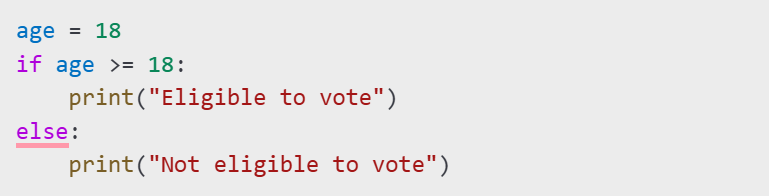 age = 18
if age >= 18:
    print("Eligible to vote")
else:
    print("Not eligible to vote")